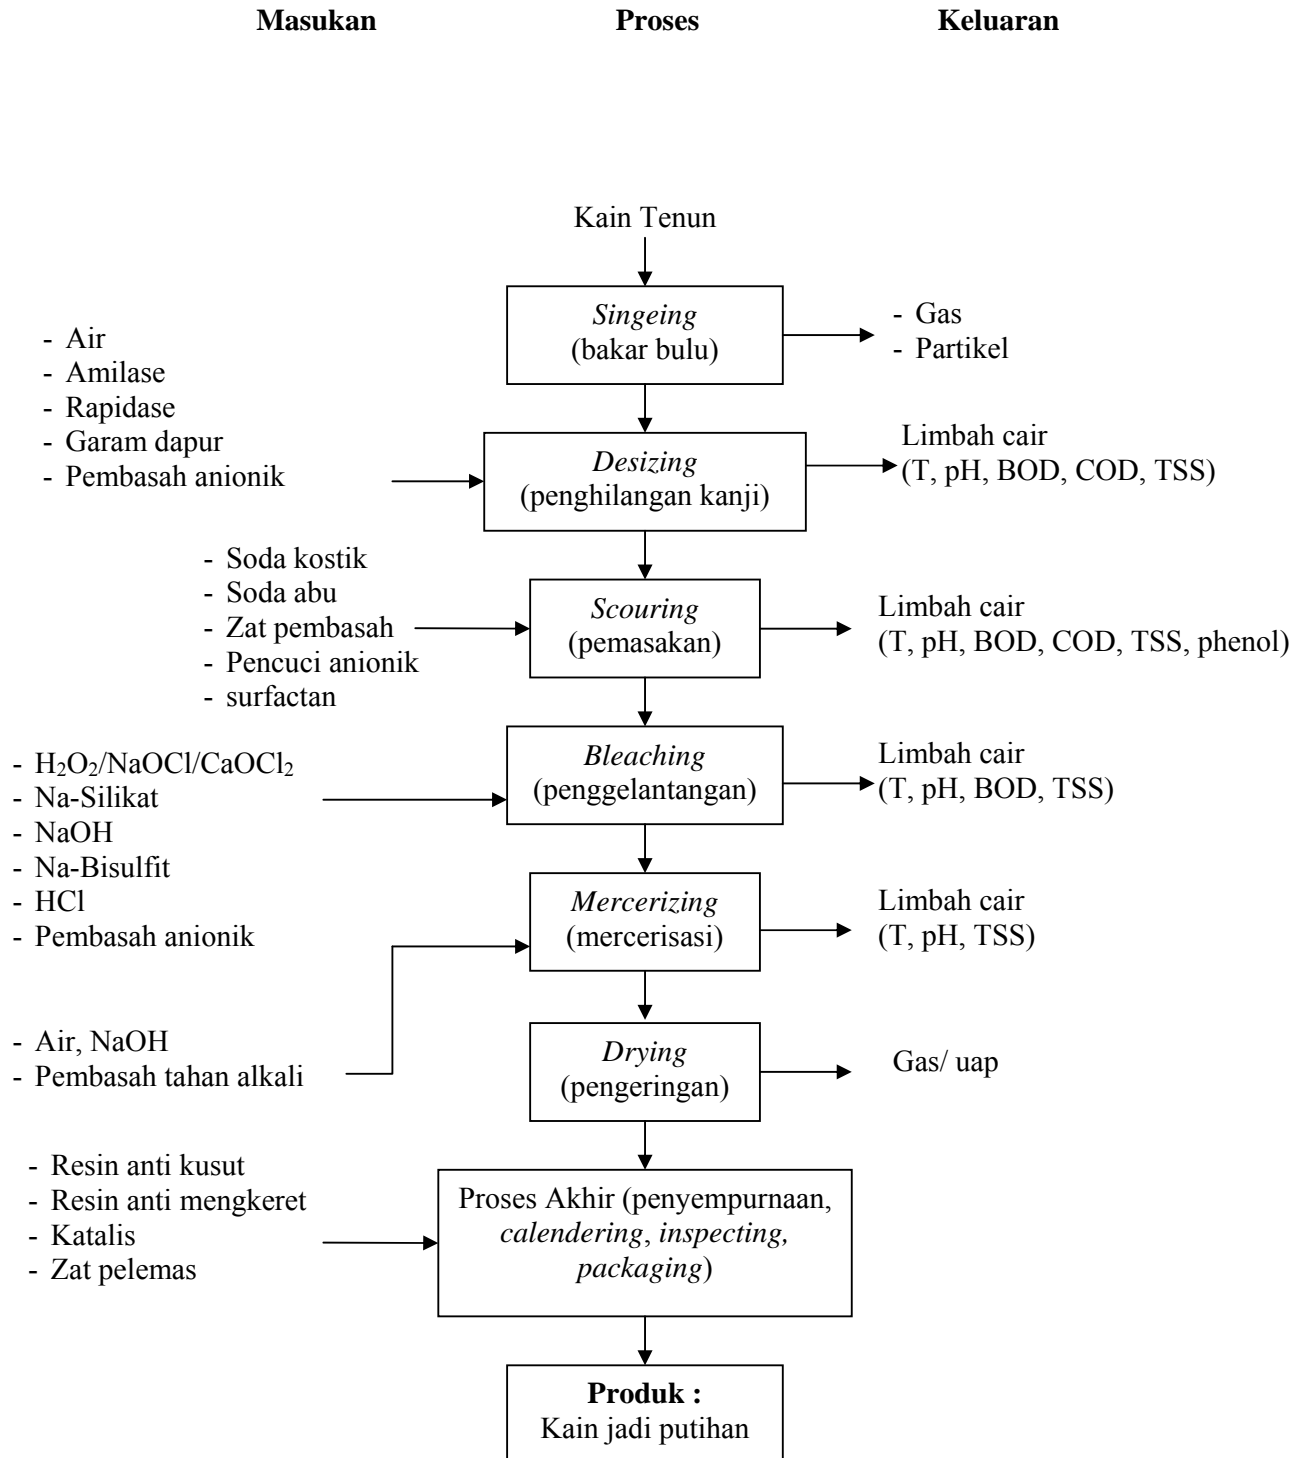 Masukan Proses Keluaran
Kain Tenun
Singeing
(bakar bulu)
- Gas
- Partikel
- Air
- Amilase
- Rapidase
- Garam dapur
- Pembasah anionik
Desizing
(penghilangan kanji)
Limbah cair
(T, pH, BOD, COD, TSS)
- Soda kostik
- Soda abu
- Zat pembasah
- Pencuci anionik
- surfactan
Scouring
(pemasakan)
Limbah cair
(T, pH, BOD, COD, TSS, phenol)
- H₂O₂/NaOCl/CaOCl₂
- Na-Silikat
- NaOH
- Na-Bisulfit
- HCl
- Pembasah anionik
Bleaching
(penggelantangan)
Limbah cair
(T, pH, BOD, TSS)
- Air, NaOH
- Pembasah tahan alkali
Mercerizing
(mercerisasi)
Limbah cair
(T, pH, TSS)
Drying
(pengeringan)
Gas/ uap
- Resin anti kusut
- Resin anti mengkeret
- Katalis
- Zat pelemas
Proses Akhir (penyempurnaan,
calendering, inspecting,
packaging)
Produk :
Kain jadi putihan